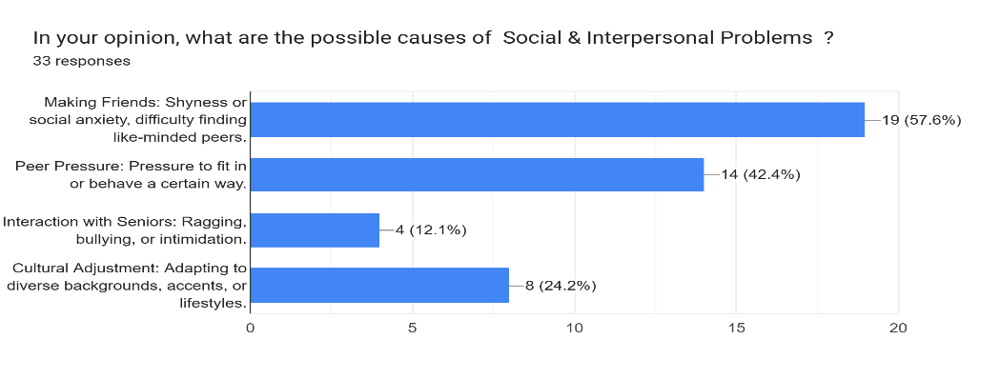 In your opinion, what are the possible causes of  Social & Interpersonal Problems  ?
33 responses
Making Friends: Shyness or
social anxiety, difficulty finding
like-minded peers.
19 (57.6%)
Peer Pressure: Pressure to fit in
or behave a certain way.
14 (42.4%)
Interaction with Seniors: Ragging,
bullying, or intimidation.
4 (12.1%)
Cultural Adjustment: Adapting to
diverse backgrounds, accents, or
lifestyles.
8 (24.2%)
0 5 10 15 20